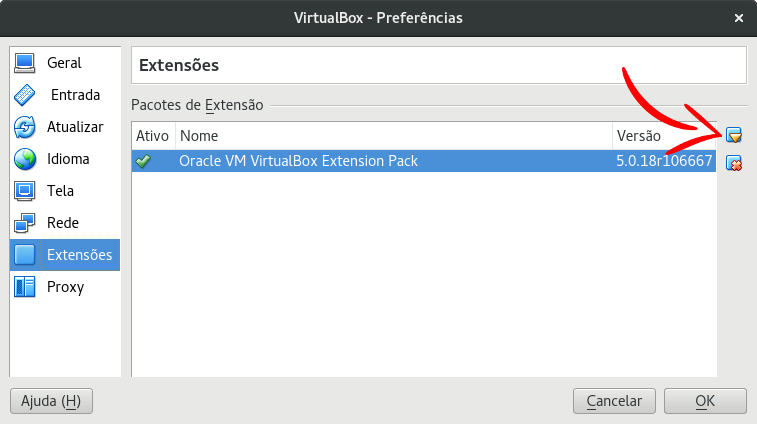 VirtualBox - Preferências
Geral
Entrada
Atualizar
Idioma
Tela
Rede
Extensões
Proxy
Extensões
Pacotes de Extensão
Ativo Nome Versão
Oracle VM VirtualBox Extension Pack 5.0.18r106667
Ajuda (H) Cancelar OK